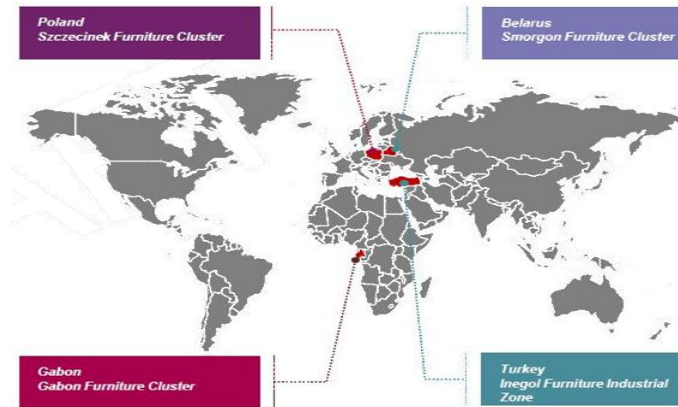 Poland
Szczecinek Furniture Cluster
Belarus
Smorgon Furniture Cluster
Gabon
Gabon Furniture Cluster
Turkey
Inegol Furniture Industrial
Zone